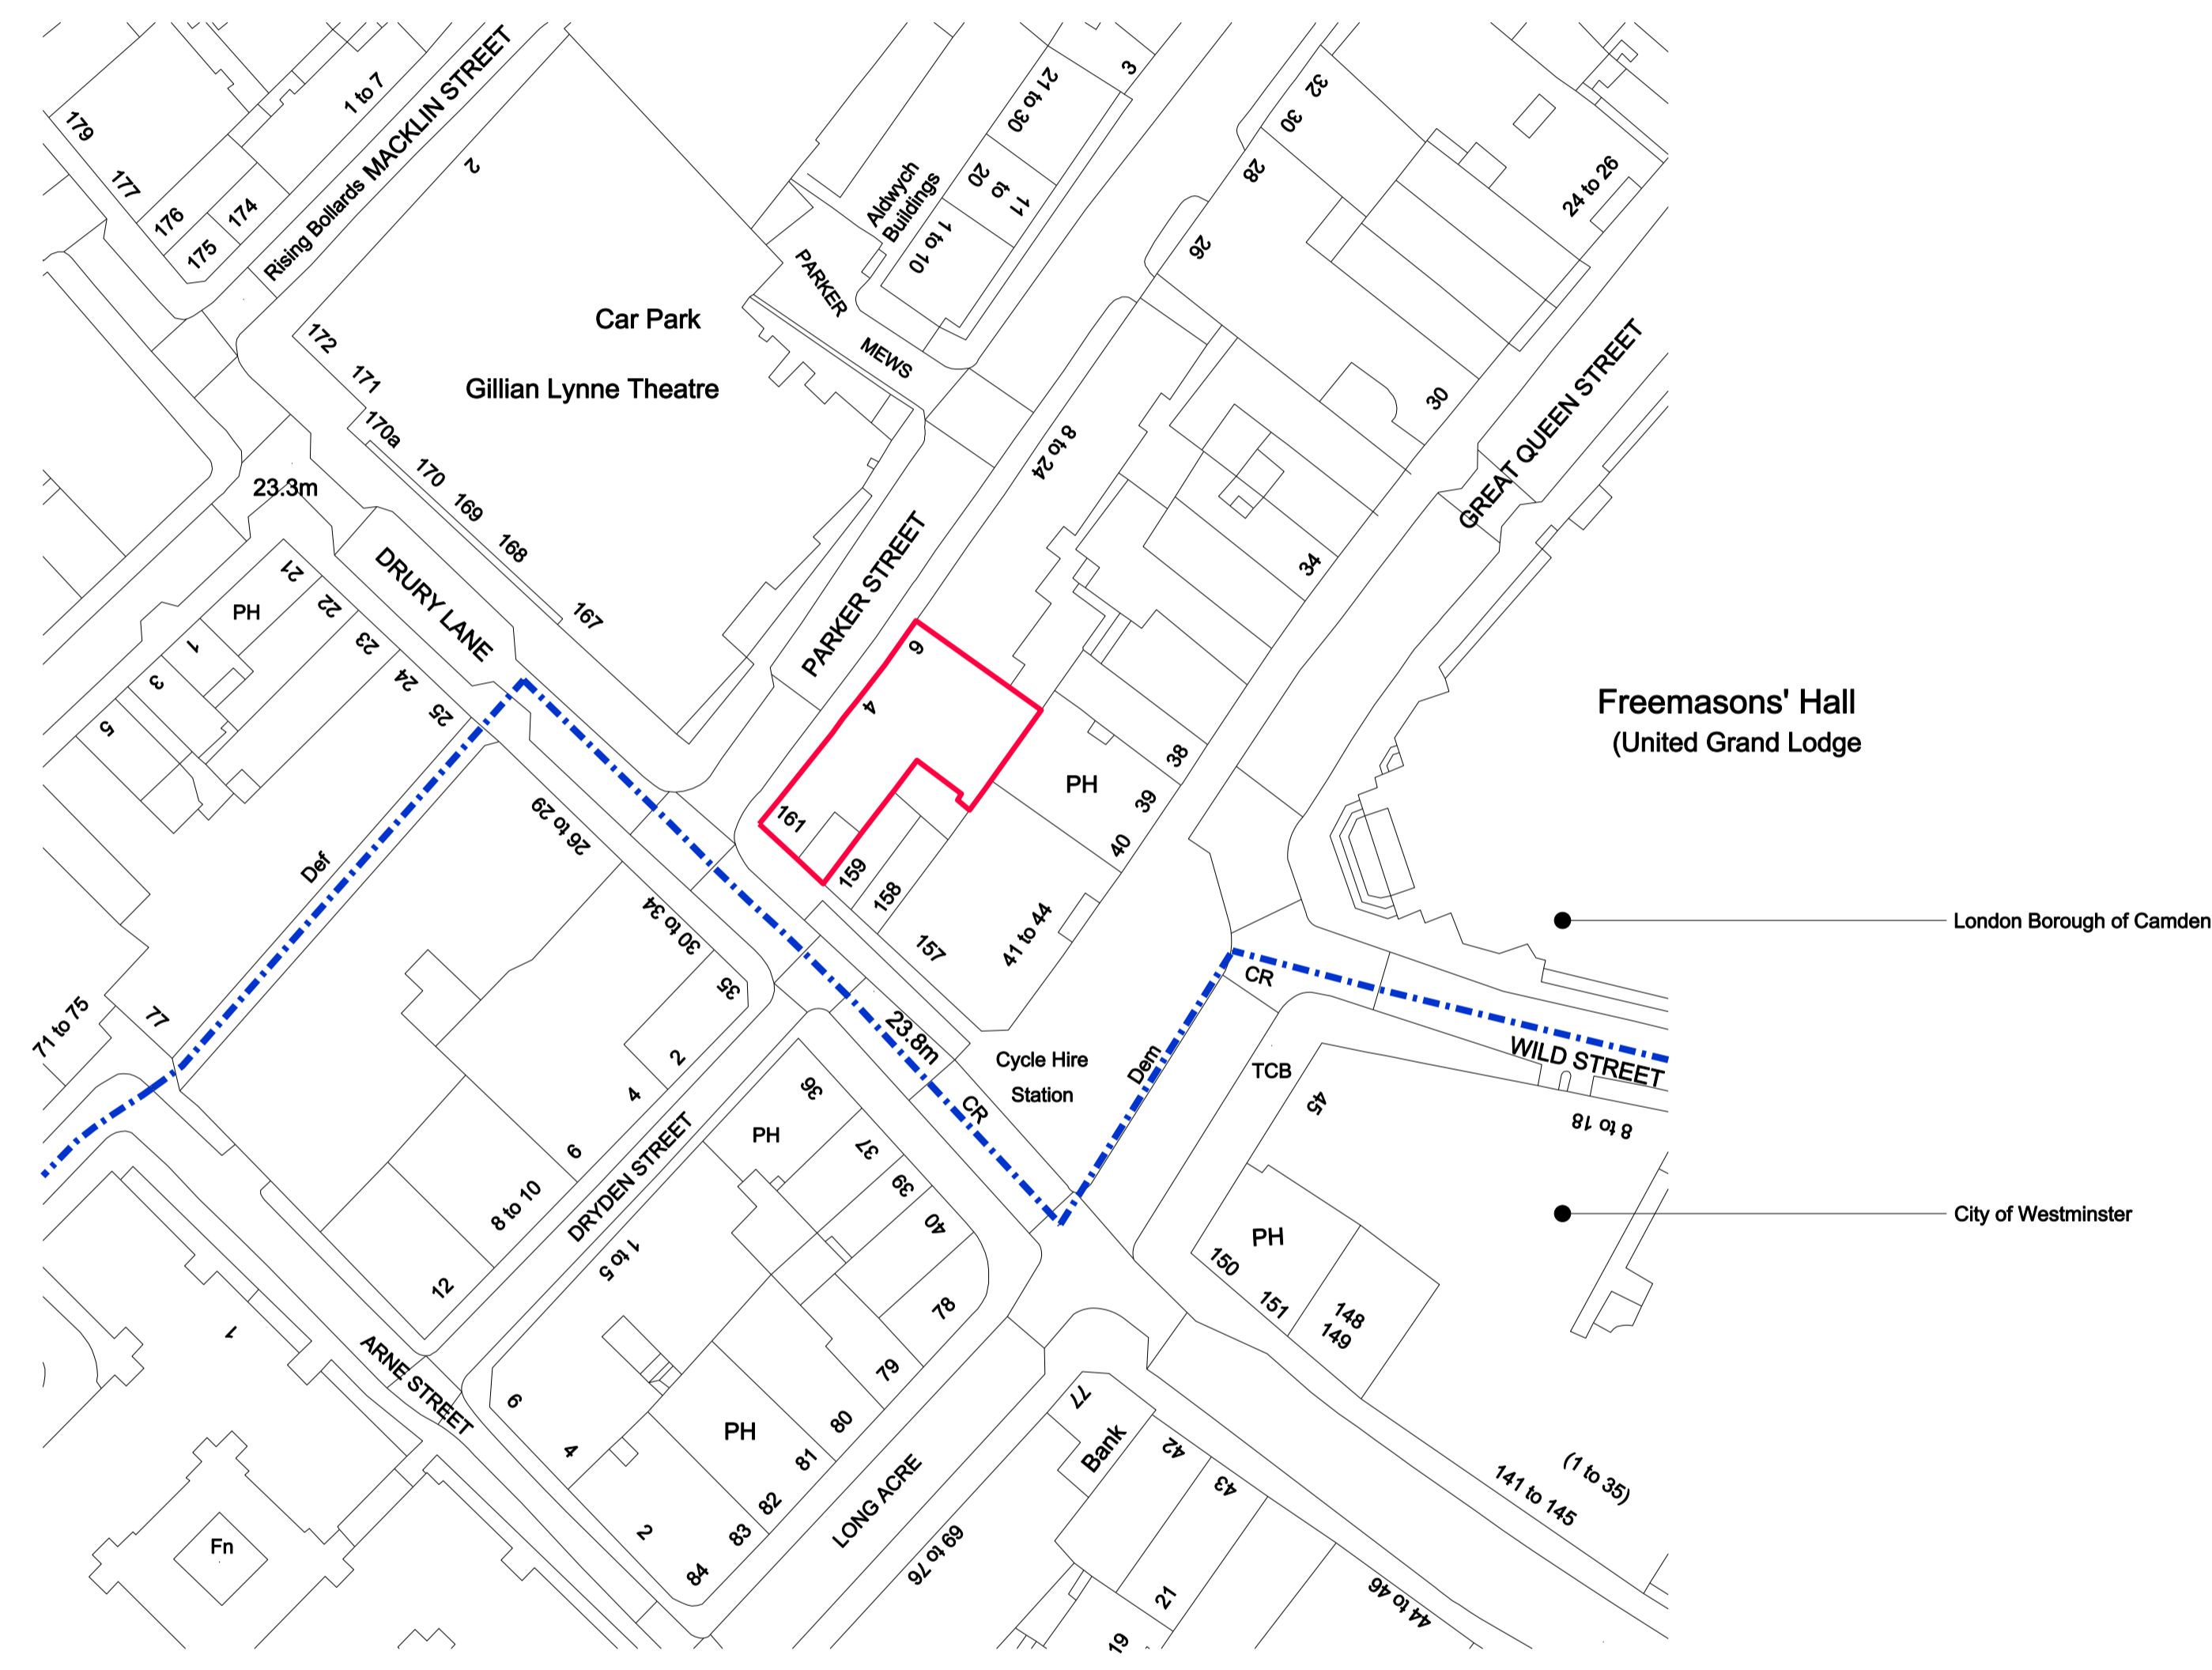 MACKLIN STREET
Rising Bollards
1 to 7
179
177
176
175
174
2
172
171
170a
170
169
168
167
Car Park
Gillian Lynne Theatre
Aldwych
Buildings
21 to 30
3
20
to
11
1 to 10
PARKER
MEWS
32
30
28
26
24 to 26
30
GREAT QUEEN STREET
8 to 24
34
23.3m
DRURY LANE
PARKER STREET
21
PH
22
23
24
25
1
3
5
6
4
161
159
158
157
PH
38
39
40
41 to 44
Freemasons' Hall
(United Grand Lodge
London Borough of Camden
Def
26 to 29
30 to 34
35
2
4
6
8 to 10
12
77
71 to 75
23.8m
CR
Cycle Hire
Station
Dem
CR
WILD STREET
TCB
45
8 to 18
City of Westminster
DRYDEN STREET
36
PH
37
39
40
78
79
80
81
82
83
84
PH
1 to 5
6
4
2
1
ARNE STREET
Fn
LONG ACRE
PH
150
151
148
149
77
Bank
42
43
69 to 76
21
19
44 to 46
141 to 145
(1 to 35)